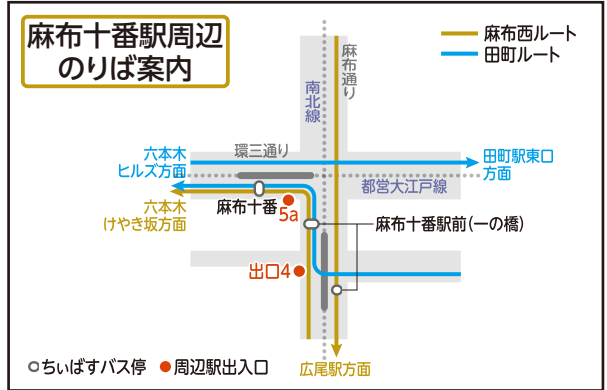 麻布十番駅周辺
のりば案内
麻布西ルート
田町ルート
麻布通り
南北線
六本木
ヒルズ方面
環三通り
田町駅東口
方面
都営大江戸線
六本木
けやき坂方面
麻布十番
5a
麻布十番駅前(一の橋)
出口4
ちぃばすバス停
周辺駅出入口
広尾駅方面